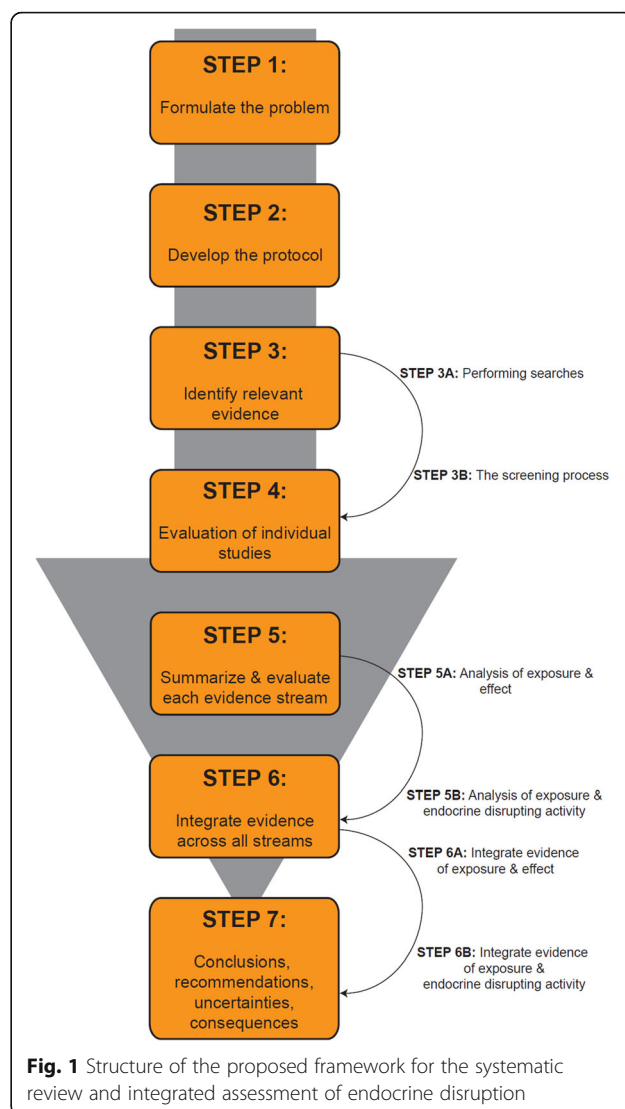 STEP 1:
Formulate the problem
STEP 2:
Develop the protocol
STEP 3:
Identify relevant
evidence
STEP 3A: Performing searches
STEP 3B: The screening process
STEP 4:
Evaluation of individual
studies
STEP 5:
Summarize & evaluate
each evidence stream
STEP 5A: Analysis of exposure &
effect
STEP 5B: Analysis of exposure &
endocrine disrupting activity
STEP 6:
Integrate evidence
across all streams
STEP 6A: Integrate evidence
of exposure & effect
STEP 6B: Integrate evidence
of exposure &
endocrine disrupting activity
STEP 7:
Conclusions,
recommendations,
uncertainties,
consequences
Fig. 1 Structure of the proposed framework for the systematic
review and integrated assessment of endocrine disruption